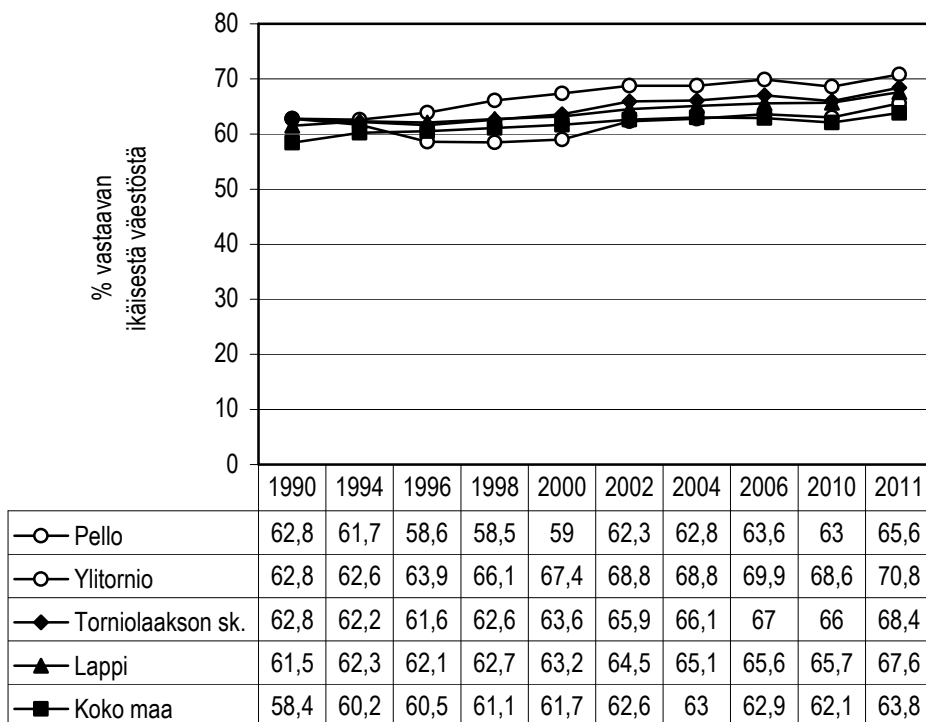 80
70
60
50
40
30
20
10
0
% vastaavan
ikäisestä väestöstä
1990 1994 1996 1998 2000 2002 2004 2006 2010 2011
Pello 62,8 61,7 58,6 58,5 59 62,3 62,8 63,6 63 65,6
Ylitornio 62,8 62,6 63,9 66,1 67,4 68,8 68,8 69,9 68,6 70,8
Torniolaakson sk. 62,8 62,2 61,6 62,6 63,6 65,9 66,1 67 66 68,4
Lappi 61,5 62,3 62,1 62,7 63,2 64,5 65,1 65,6 65,7 67,6
Koko maa 58,4 60,2 60,5 61,1 61,7 62,6 63 62,9 62,1 63,8